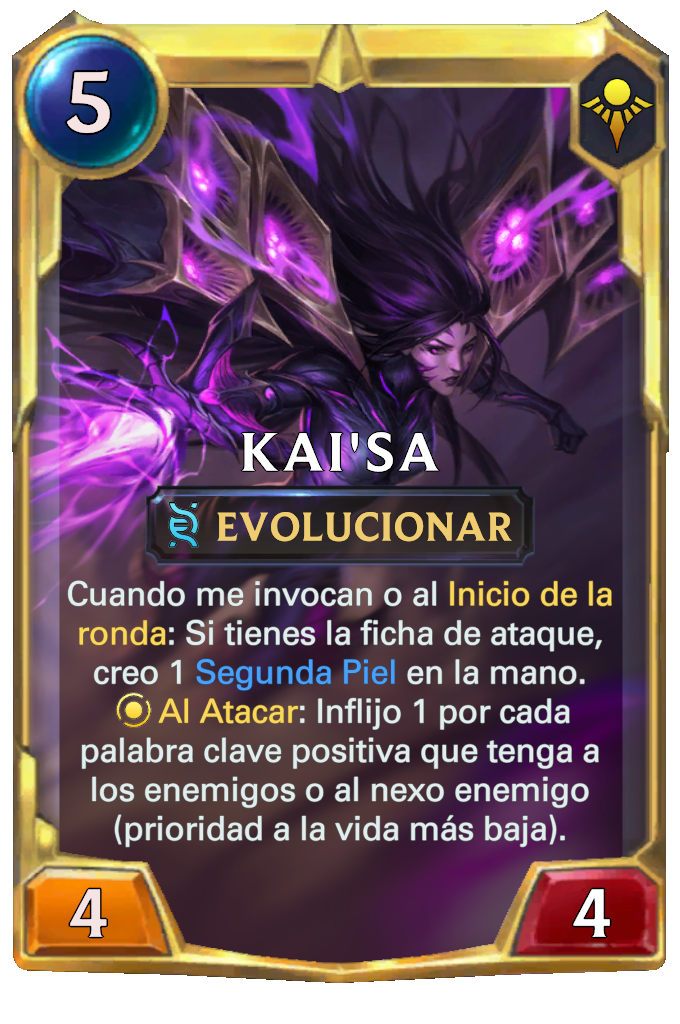 5
KAI'SA
EVOLUCIONAR
Cuando me invocan o al Inicio de la
ronda: Si tienes la ficha de ataque,
creo 1 Segunda Piel en la mano.
Al Atacar: Inflijo 1 por cada
palabra clave positiva que tenga a
los enemigos o al nexo enemigo
(prioridad a la vida más baja).
4
4